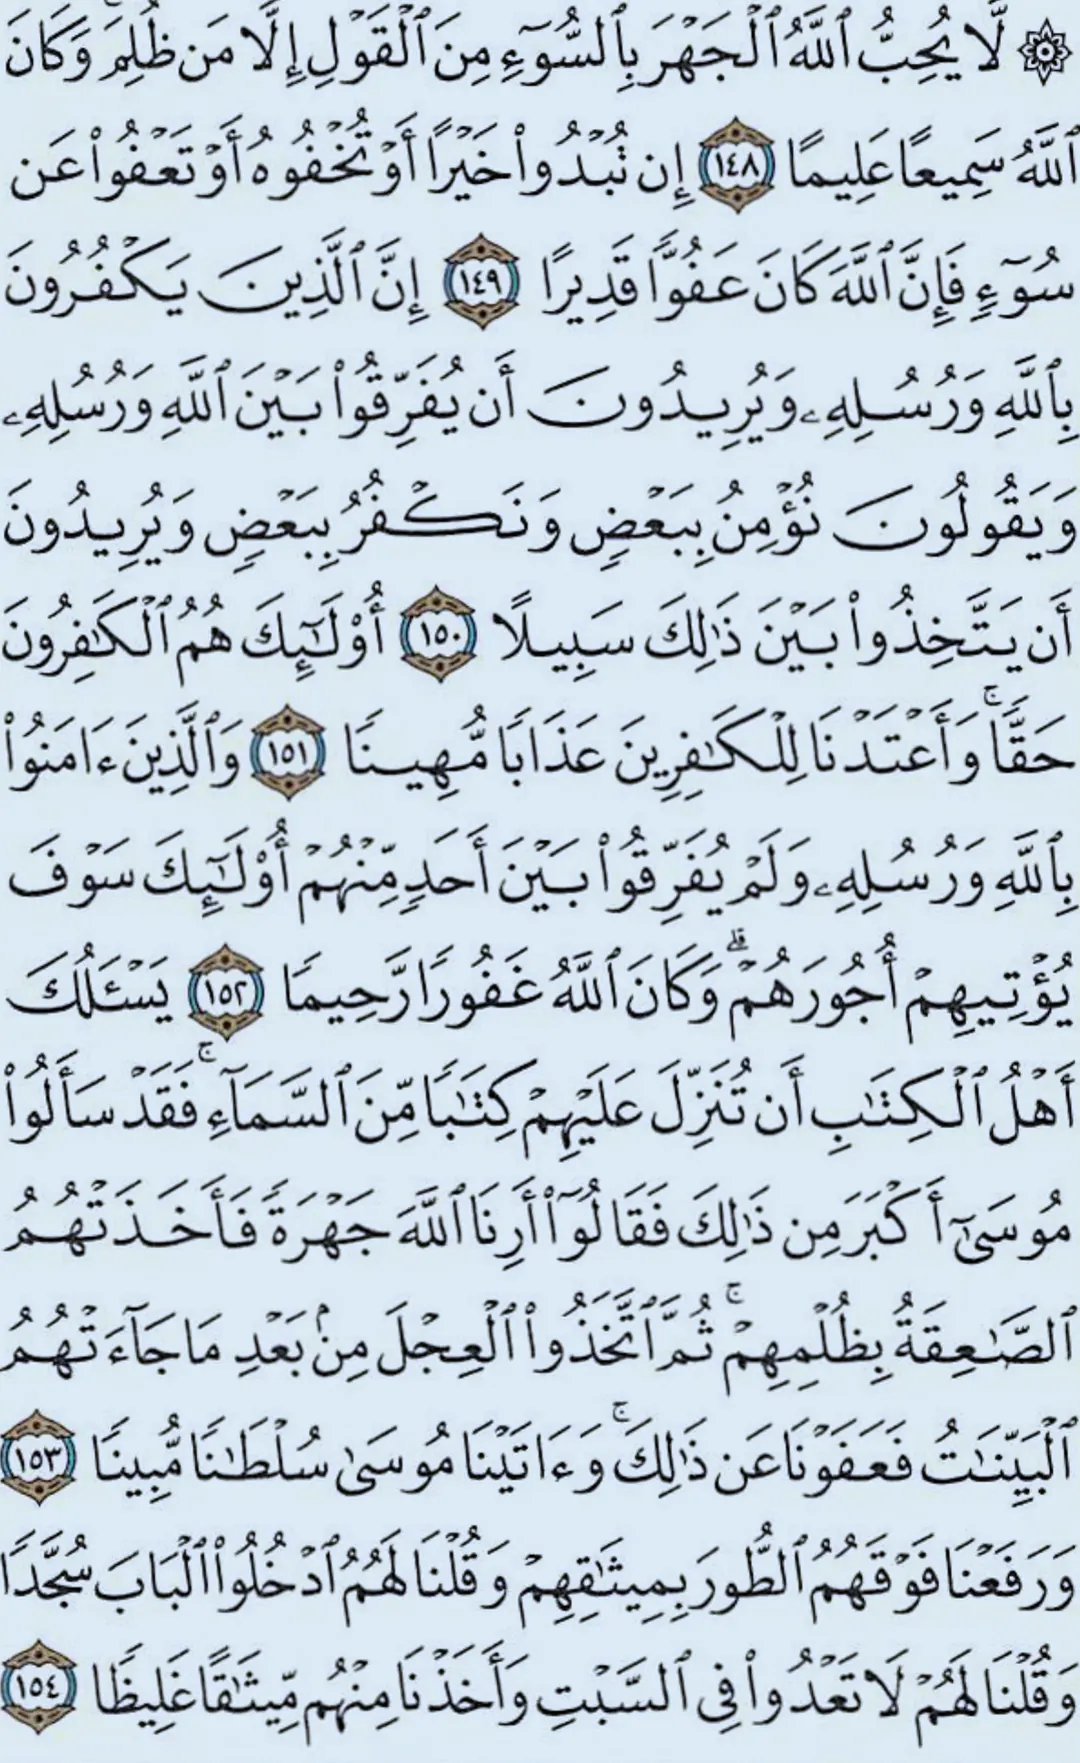 ۞ لَّا يُحِبُّ ٱللَّهُ ٱلۡجَهۡرَ بِٱلسُّوٓءِ مِنَ ٱلۡقَوۡلِ إِلَّا مَن ظُلِمَۚ وَكَانَ
ٱللَّهُ سَمِيعًا عَلِيمًا ١٤٨ إِن تُبۡدُواْ خَيۡرًا أَوۡ تُخۡفُوهُ أَوۡ تَعۡفُواْ عَن
سُوٓءٖ فَإِنَّ ٱللَّهَ كَانَ عَفُوّٗا قَدِيرًا ١٤٩ إِنَّ ٱلَّذِينَ يَكۡفُرُونَ
بِٱللَّهِ وَرُسُلِهِۦ وَيُرِيدُونَ أَن يُفَرِّقُواْ بَيۡنَ ٱللَّهِ وَرُسُلِهِۦ
وَيَقُولُونَ نُؤۡمِنُ بِبَعۡضٖ وَنَكۡفُرُ بِبَعۡضٖ وَيُرِيدُونَ
أَن يَتَّخِذُواْ بَيۡنَ ذَٰلِكَ سَبِيلًا ١٥٠ أُوْلَٰٓئِكَ هُمُ ٱلۡكَٰفِرُونَ
حَقّٗاۚ وَأَعۡتَدۡنَا لِلۡكَٰفِرِينَ عَذَابٗا مُّهِينٗا ١٥١ وَٱلَّذِينَ ءَامَنُواْ
بِٱللَّهِ وَرُسُلِهِۦ وَلَمۡ يُفَرِّقُواْ بَيۡنَ أَحَدٖ مِّنۡهُمۡ أُوْلَٰٓئِكَ سَوۡفَ
يُؤۡتِيهِمۡ أُجُورَهُمۡۗ وَكَانَ ٱللَّهُ غَفُورٗا رَّحِيمٗا ١٥٢ يَسۡـَٔلُكَ
أَهۡلُ ٱلۡكِتَٰبِ أَن تُنَزِّلَ عَلَيۡهِمۡ كِتَٰبٗا مِّنَ ٱلسَّمَآءِۚ فَقَدۡ سَأَلُواْ
مُوسَىٰٓ أَكۡبَرَ مِن ذَٰلِكَ فَقَالُوٓاْ أَرِنَا ٱللَّهَ جَهۡرَةٗ فَأَخَذَتۡهُمُ
ٱلصَّٰعِقَةُ بِظُلۡمِهِمۡۚ ثُمَّ ٱتَّخَذُواْ ٱلۡعِجۡلَ مِنۢ بَعۡدِ مَا جَآءَتۡهُمُ
ٱلۡبَيِّنَٰتُ فَعَفَوۡنَا عَن ذَٰلِكَۚ وَءَاتَيۡنَا مُوسَىٰ سُلۡطَٰنٗا مُّبِينٗا ١٥٣
وَرَفَعۡنَا فَوۡقَهُمُ ٱلطُّورَ بِمِيثَٰقِهِمۡ وَقُلۡنَا لَهُمُ ٱدۡخُلُواْ ٱلۡبَابَ سُجَّدٗا
وَقُلۡنَا لَهُمۡ لَا تَعۡدُواْ فِي ٱلسَّبۡتِ وَأَخَذۡنَا مِنۡهُم مِّيثَٰقًا غَلِيظٗا ١٥٤